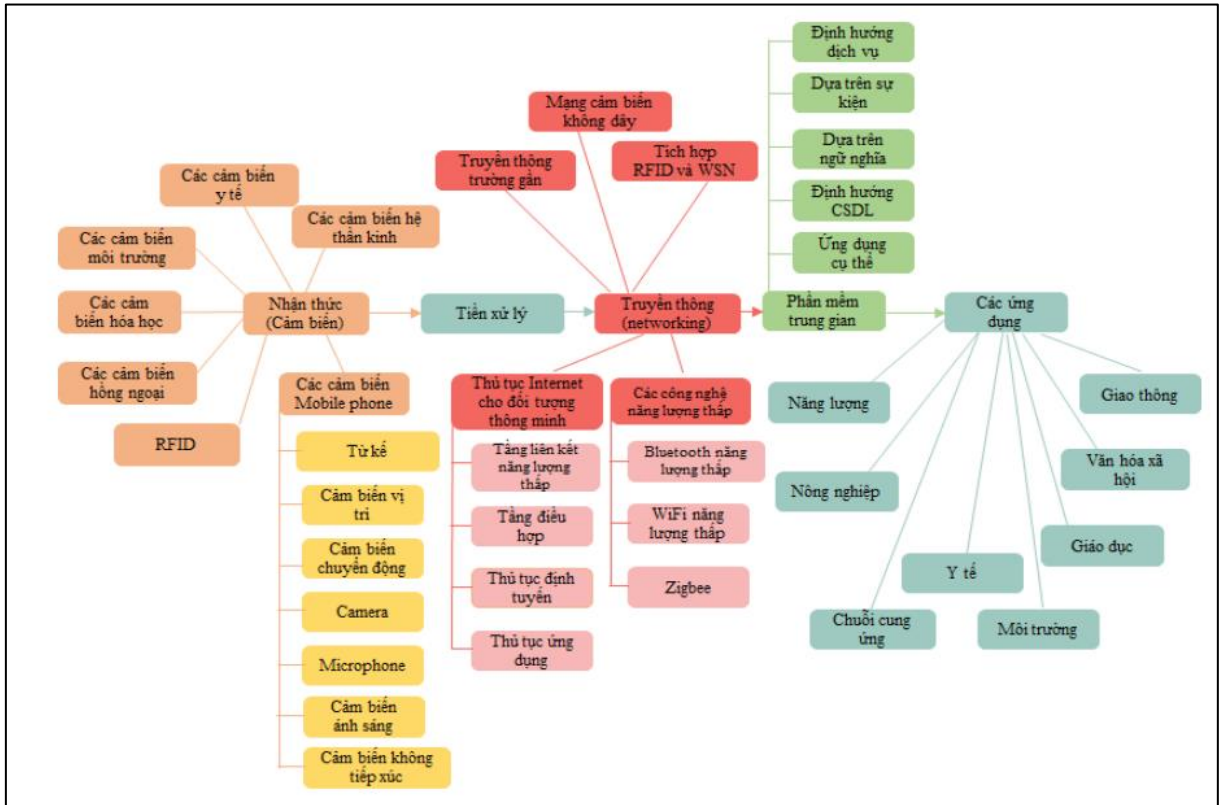 Định hướng
dịch vụ
Dựa trên sự
kiện
Dựa trên
ngữ nghĩa
Định hướng
CSDL
Ứng dụng
cụ thể
Mạng cảm biến
không dây
Truyền thông
trường gần
Tích hợp
RFID và WSN
Các cảm biến
y tế
Các cảm biến hệ
thần kinh
Các cảm biến
môi trường
Các cảm
biến hóa học
Các cảm biến
hồng ngoại
RFID
Nhận thức
(Cảm biến)
Tiền xử lý
Truyền thông
(networking)
Phần mềm
trung gian
Các ứng
dụng
Các cảm biến
Mobile phone
Từ kế
Cảm biến vị
trí
Cảm biến
chuyển động
Camera
Microphone
Cảm biến
ánh sáng
Cảm biến không
tiếp xúc
Thủ tục Internet
cho đối tượng
thông minh
Tầng liên kết
năng lượng
thấp
Tầng điều
hợp
Thủ tục định
tuyến
Thủ tục ứng
dụng
Các công nghệ
năng lượng thấp
Bluetooth năng
lượng thấp
WiFi năng
lượng thấp
Zigbee
Năng lượng
Nông nghiệp
Chuỗi cung
ứng
Y tế
Môi trường
Giáo dục
Văn hóa xã
hội
Giao thông